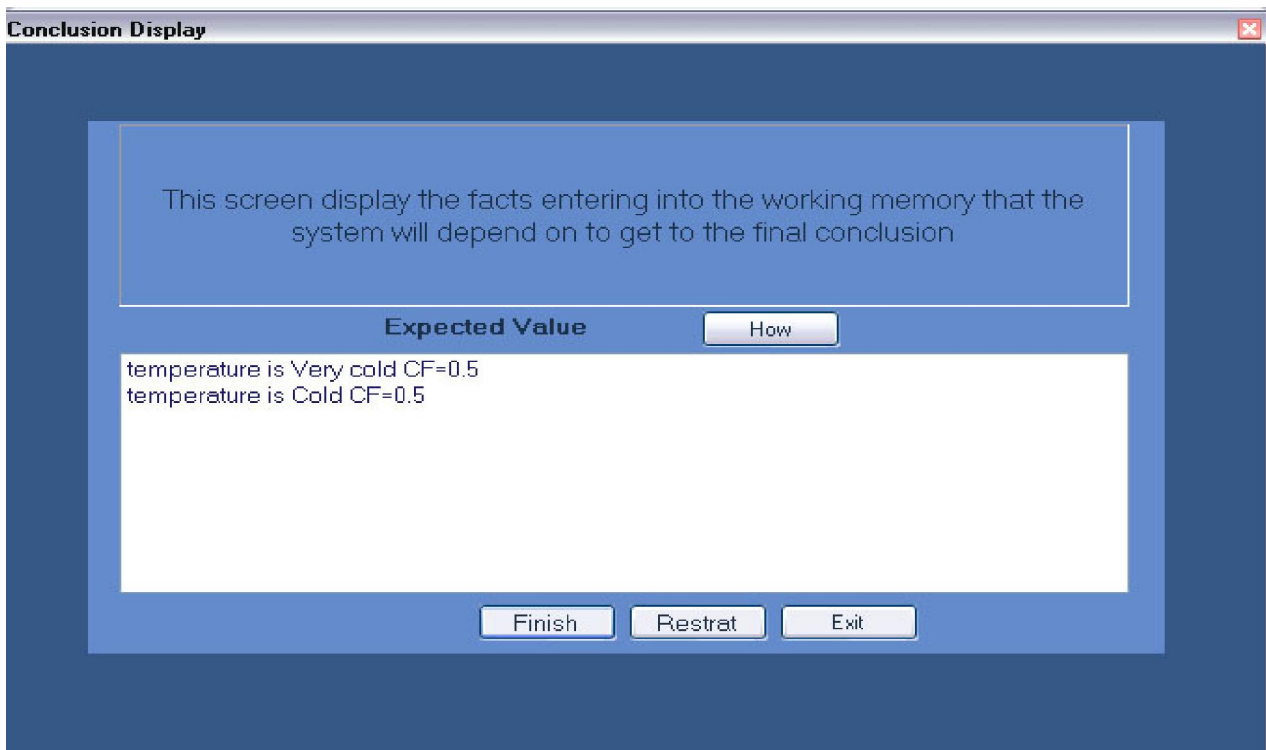 Conclusion Display
This screen display the facts entering into the working memory that the
system will depend on to get to the final conclusion
Expected Value How
temperature is Very cold CF=0.5
temperature is Cold CF=0.5
Finish Restrat Exit